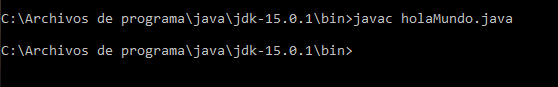 C:\Archivos de programa\java\jdk-15.0.1\bin>javac holaMundo.java
C:\Archivos de programa\java\jdk-15.0.1\bin>